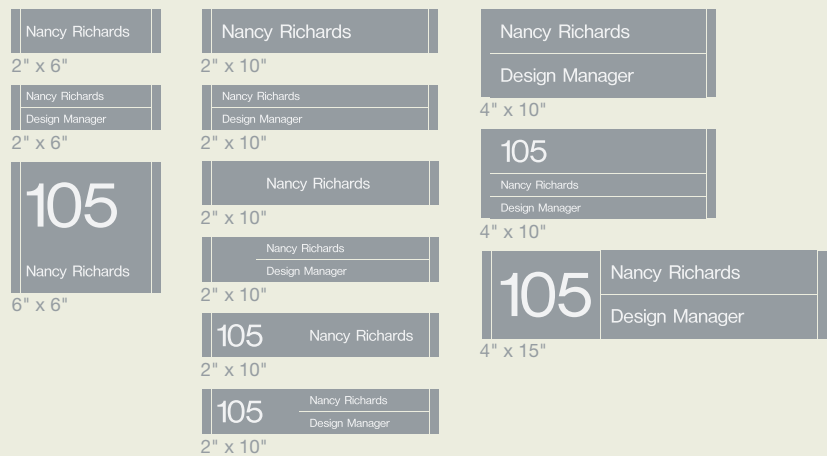 Nancy Richards
2" x 6"
Nancy Richards
Design Manager
2" x 6"
105
Nancy Richards
6" x 6"
Nancy Richards
2" x 10"
Nancy Richards
Design Manager
2" x 10"
Nancy Richards
2" x 10"
Nancy Richards
Design Manager
2" x 10"
105 Nancy Richards
2" x 10"
105
Nancy Richards
Design Manager
2" x 10"
Nancy Richards
Design Manager
4" x 10"
105
Nancy Richards
Design Manager
4" x 10"
105
Nancy Richards
Design Manager
4" x 15"